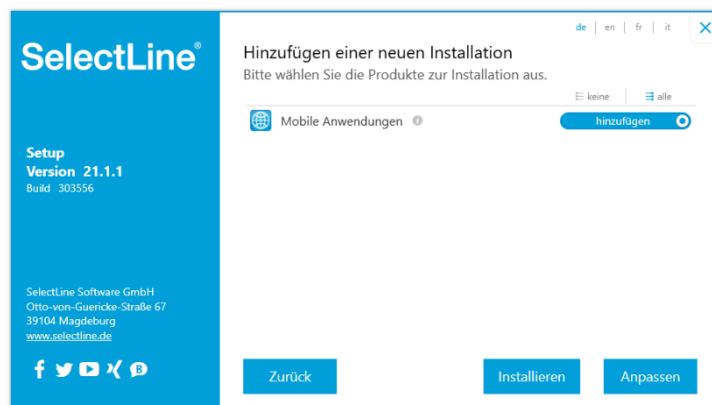 de | en | fr | it
SelectLine®
Hinzufügen einer neuen Installation
Bitte wählen Sie die Produkte zur Installation aus.
keine | alle
Mobile Anwendungen
hinzufügen
Setup
Version 21.1.1
Build 303556
SelectLine Software GmbH
Otto-von-Guericke-Straße 67
39104 Magdeburg
www.selectline.de
Zurück
Installieren
Anpassen